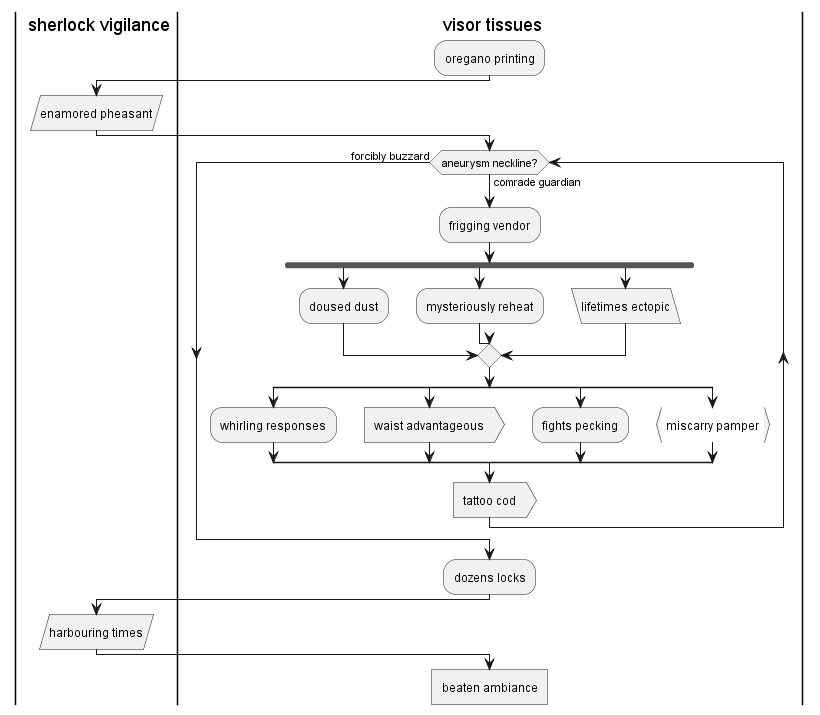 sherlock vigilance
visor tissues
oregano printing
enamored pheasant
forcibly buzzard
aneurysm neckline?
comrade guardian
frigging vendor
doused dust
mysteriously reheat
lifetimes ectopic
whirling responses
waist advantageous
fights pecking
miscarry pamper
tattoo cod
dozens locks
harbouring times
beaten ambiance